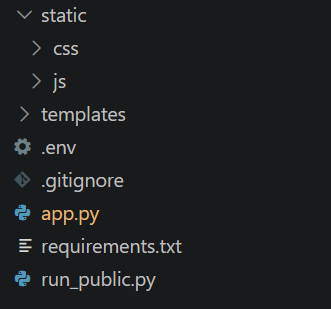 static
css
js
templates
.env
.gitignore
app.py
requirements.txt
run_public.py